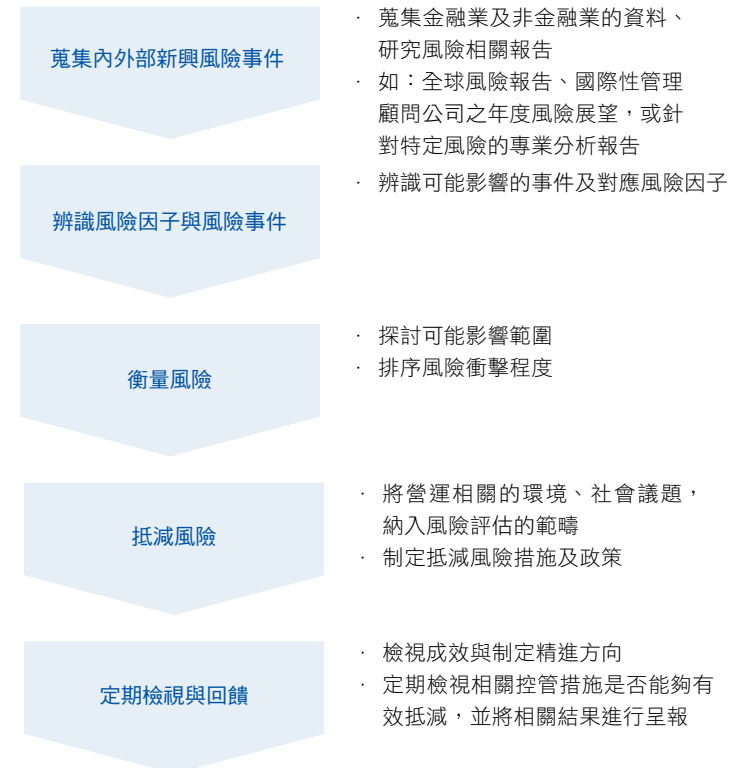 蒐集內外部新興風險事件
· 蒐集金融業及非金融業的資料、
研究風險相關報告
· 如：全球風險報告、國際性管理
顧問公司之年度風險展望，或針
對特定風險的專業分析報告
辨識風險因子與風險事件
· 辨識可能影響的事件及對應風險因子
衡量風險
· 探討可能影響範圍
· 排序風險衝擊程度
抵減風險
· 將營運相關的環境、社會議題，
納入風險評估的範疇
· 制定抵減風險措施及政策
定期檢視與回饋
· 檢視成效與制定精進方向
· 定期檢視相關控管措施是否能夠有
效抵減，並將相關結果進行呈報